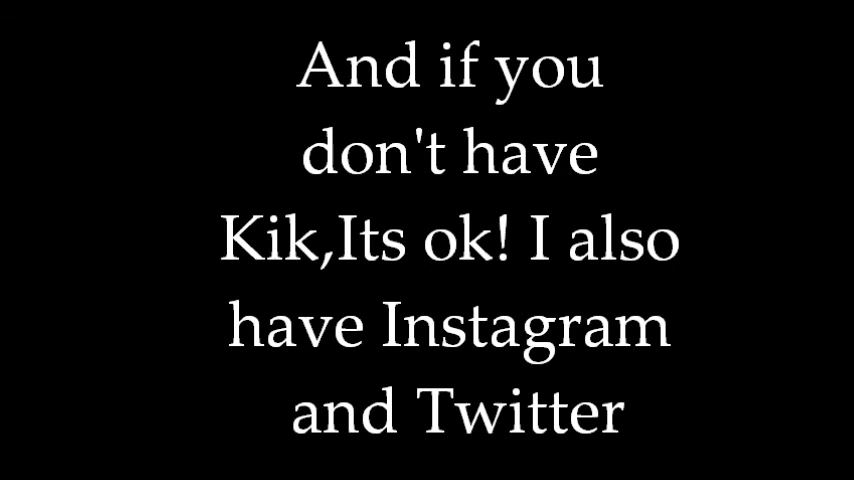 And if you
don't have
Kik,Its ok! I also
have Instagram
and Twitter